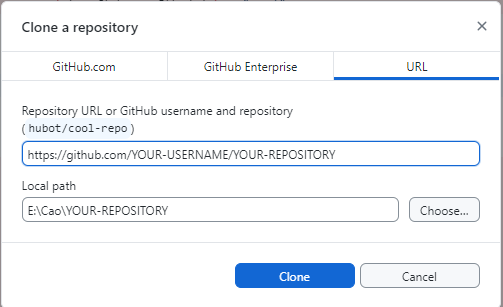 Clone a repository
GitHub.com
GitHub Enterprise
URL
Repository URL or GitHub username and repository
(hubot/cool-repo)
https://github.com/YOUR-USERNAME/YOUR-REPOSITORY
Local path
E:\Cao\YOUR-REPOSITORY
Choose...
Clone
Cancel